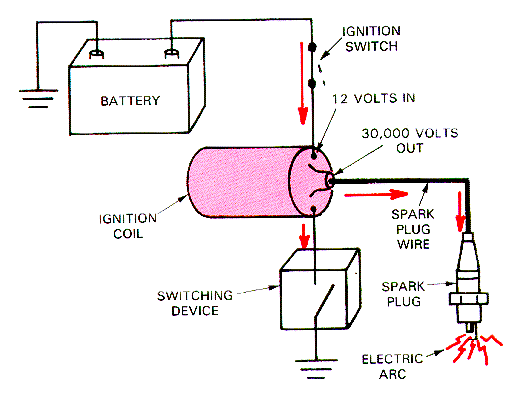 IGNITION
SWITCH
BATTERY
12 VOLTS IN
30,000 VOLTS
OUT
IGNITION
COIL
SPARK
PLUG
WIRE
SWITCHING
DEVICE
SPARK
PLUG
ELECTRIC
ARC